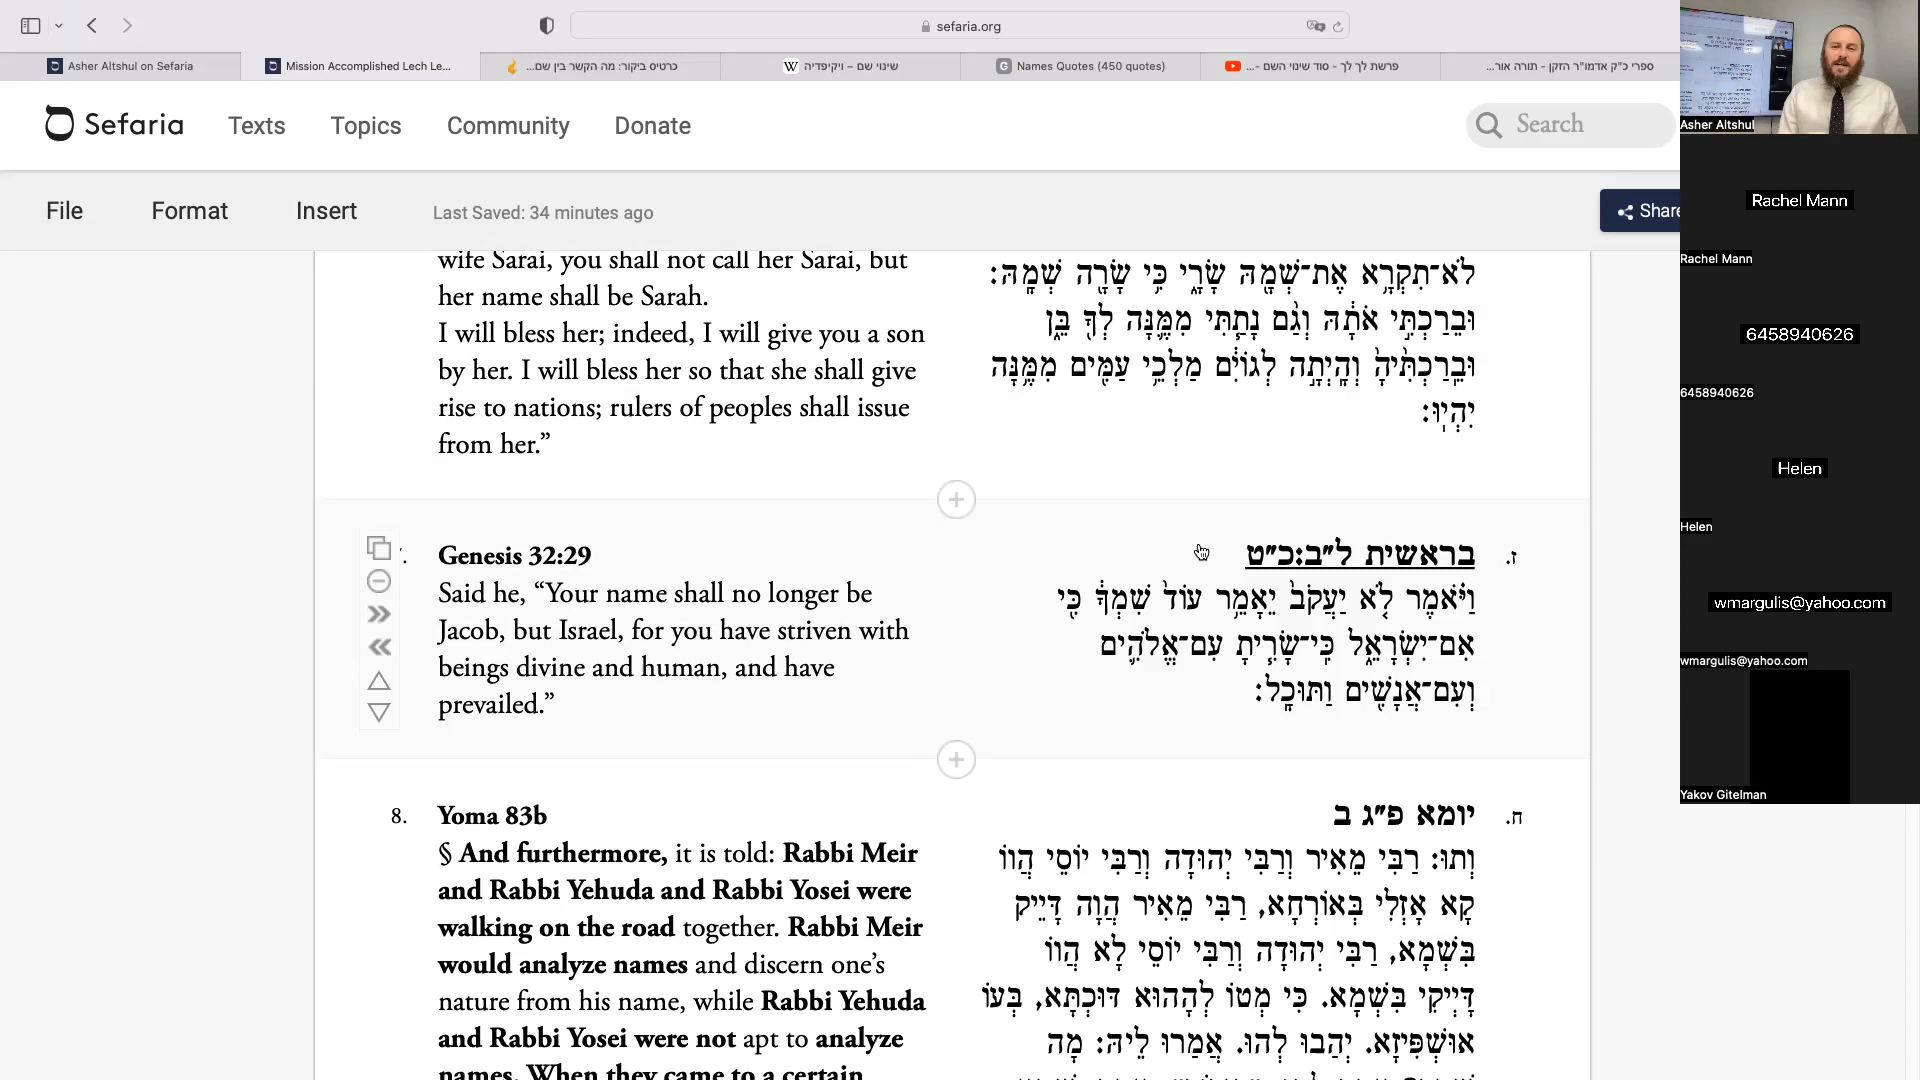 sefaria.org
Asher Altshul on Sefaria
Mission Accomplished Lech Le...
כרטיס ביקור: מה הקשר בין שם...
שינוי שם – ויקיפדיה
Names Quotes (450 quotes)
פרשת לך לך - סוד שינוי השם -...
ספרי כ"ק אדמו"ר הזקן - תורה אור...
Sefaria
Texts
Topics
Community
Donate
Search
File
Format
Insert
Last Saved: 34 minutes ago
Share
wife Sarai, you shall not call her Sarai, but
her name shall be Sarah.
I will bless her; indeed, I will give you a son
by her. I will bless her so that she shall give
rise to nations; rulers of peoples shall issue
from her.”
לֹא־תִקְרָ֥א אֶת־שְׁמָ֖הּ שָׂרָ֑י כִּ֥י שָׂרָ֖ה שְׁמָֽהּ׃
וּבֵרַכְתִּ֣י אֹתָ֔הּ וְגַ֨ם נָתַ֧תִּי מִמֶּ֛נָּה לְךָ֖ בֵּ֑ן
וּבֵֽרַכְתִּ֙יהָ֙ וְהָֽיְתָ֣ה לְגוֹיִ֔ם מַלְכֵ֥י עַמִּ֖ים מִמֶּ֥נָּה
יִהְיֽוּ׃
Genesis 32:29
Said he, “Your name shall no longer be
Jacob, but Israel, for you have striven with
beings divine and human, and have
prevailed.”
ז.
בראשית ל״ב:כ״ט
וַיֹּ֗אמֶר לֹ֤א יַעֲקֹב֙ יֵאָמֵ֥ר עוֹד֙ שִׁמְךָ֔ כִּ֖י
אִם־יִשְׂרָאֵ֑ל כִּֽי־שָׂרִ֧יתָ עִם־אֱלֹהִ֛ים
וְעִם־אֲנָשִׁ֖ים וַתּוּכָֽל׃
8.
Yoma 83b
§ And furthermore, it is told: Rabbi Meir
and Rabbi Yehuda and Rabbi Yosei were
walking on the road together. Rabbi Meir
would analyze names and discern one’s
nature from his name, while Rabbi Yehuda
and Rabbi Yosei were not apt to analyze
names. When they came to a certain
ח.
יומא פ״ג ב
וְתוּ: רַבִּי מֵאִיר וְרַבִּי יְהוּדָה וְרַבִּי יוֹסֵי הֲווֹ
קָא אָזְלִי בְּאוֹרְחָא, רַבִּי מֵאִיר הֲוָה דָּיֵיק
בִּשְׁמָא, רַבִּי יְהוּדָה וְרַבִּי יוֹסֵי לָא הֲווֹ
דָּיְיקִי בִּשְׁמָא. כִּי מְטוֹ לְהָהוּא דּוּכְתָּא, בְּעוֹ
אוּשְׁפִּיזָא. יְהַבוּ לְהוּ. אֲמַרוּ לֵיהּ: מָה
Asher Altshul
Rachel Mann
Rachel Mann
6458940626
6458940626
Helen
Helen
wmargulis@yahoo.com
wmargulis@yahoo.com
Yakov Gitelman